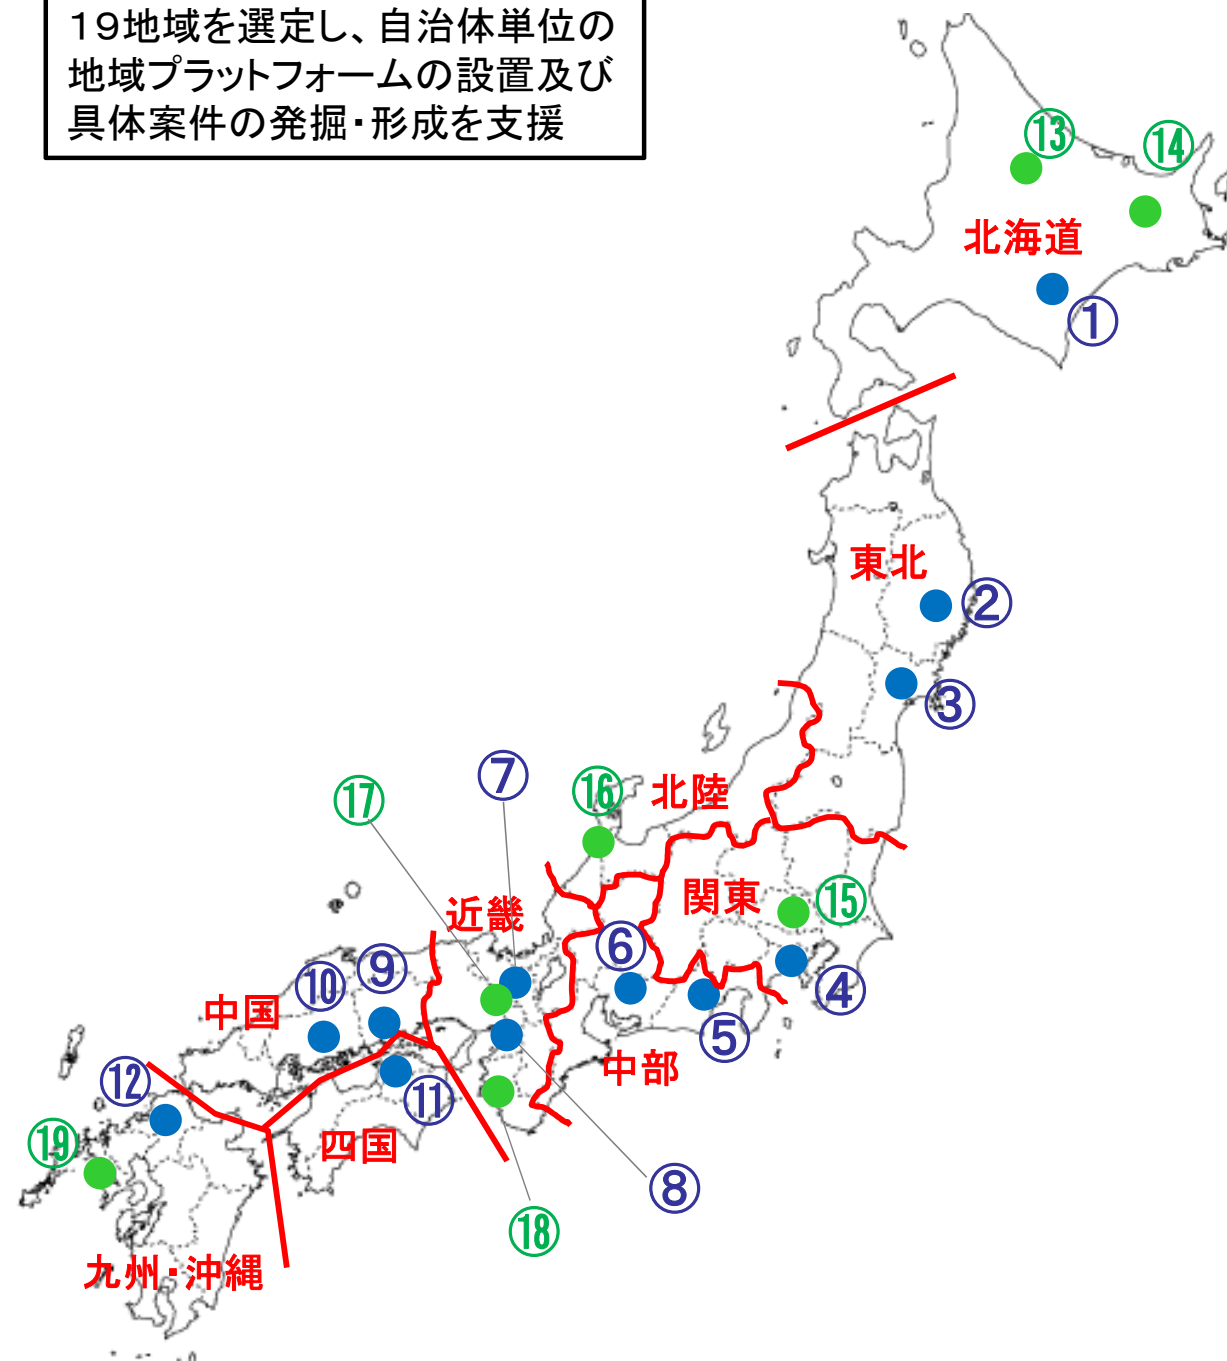 19地域を選定し、自治体単位の
地域プラットフォームの設置及び
具体案件の発掘・形成を支援
⑬
⑭
北海道
①
東北
②
③
⑦
⑯
北陸
⑰
関東
⑮
近畿
⑥
⑨
⑩
④
中国
⑤
中部
⑫
⑪
⑲
四国
⑧
⑱
九州・沖縄